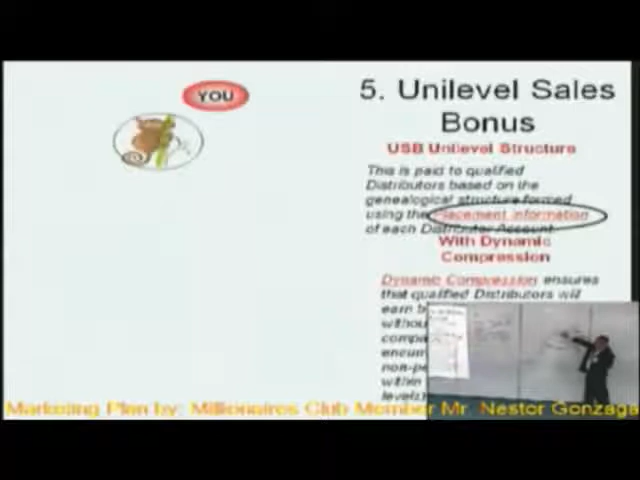 YOU
5. Unilevel Sales
Bonus
USB Unilevel Structure
This is paid to qualified
Distributors based on the
genealogical structure formed
using the Placement Information
of each Distributor Account.
With Dynamic
Compression
Dynamic Compression ensures
that qualified Distributors will
earn
within
Marketing Plan by: Millionaires Club Member Mr. Nestor Gonzaga